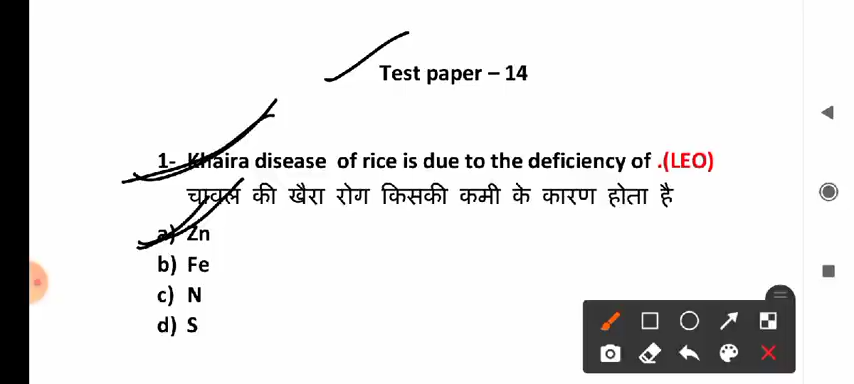 Test paper – 14
1- Khaira disease of rice is due to the deficiency of .(LEO)
चावल की खैरा रोग किसकी कमी के कारण होता है
a) Zn
b) Fe
c) N
d) S